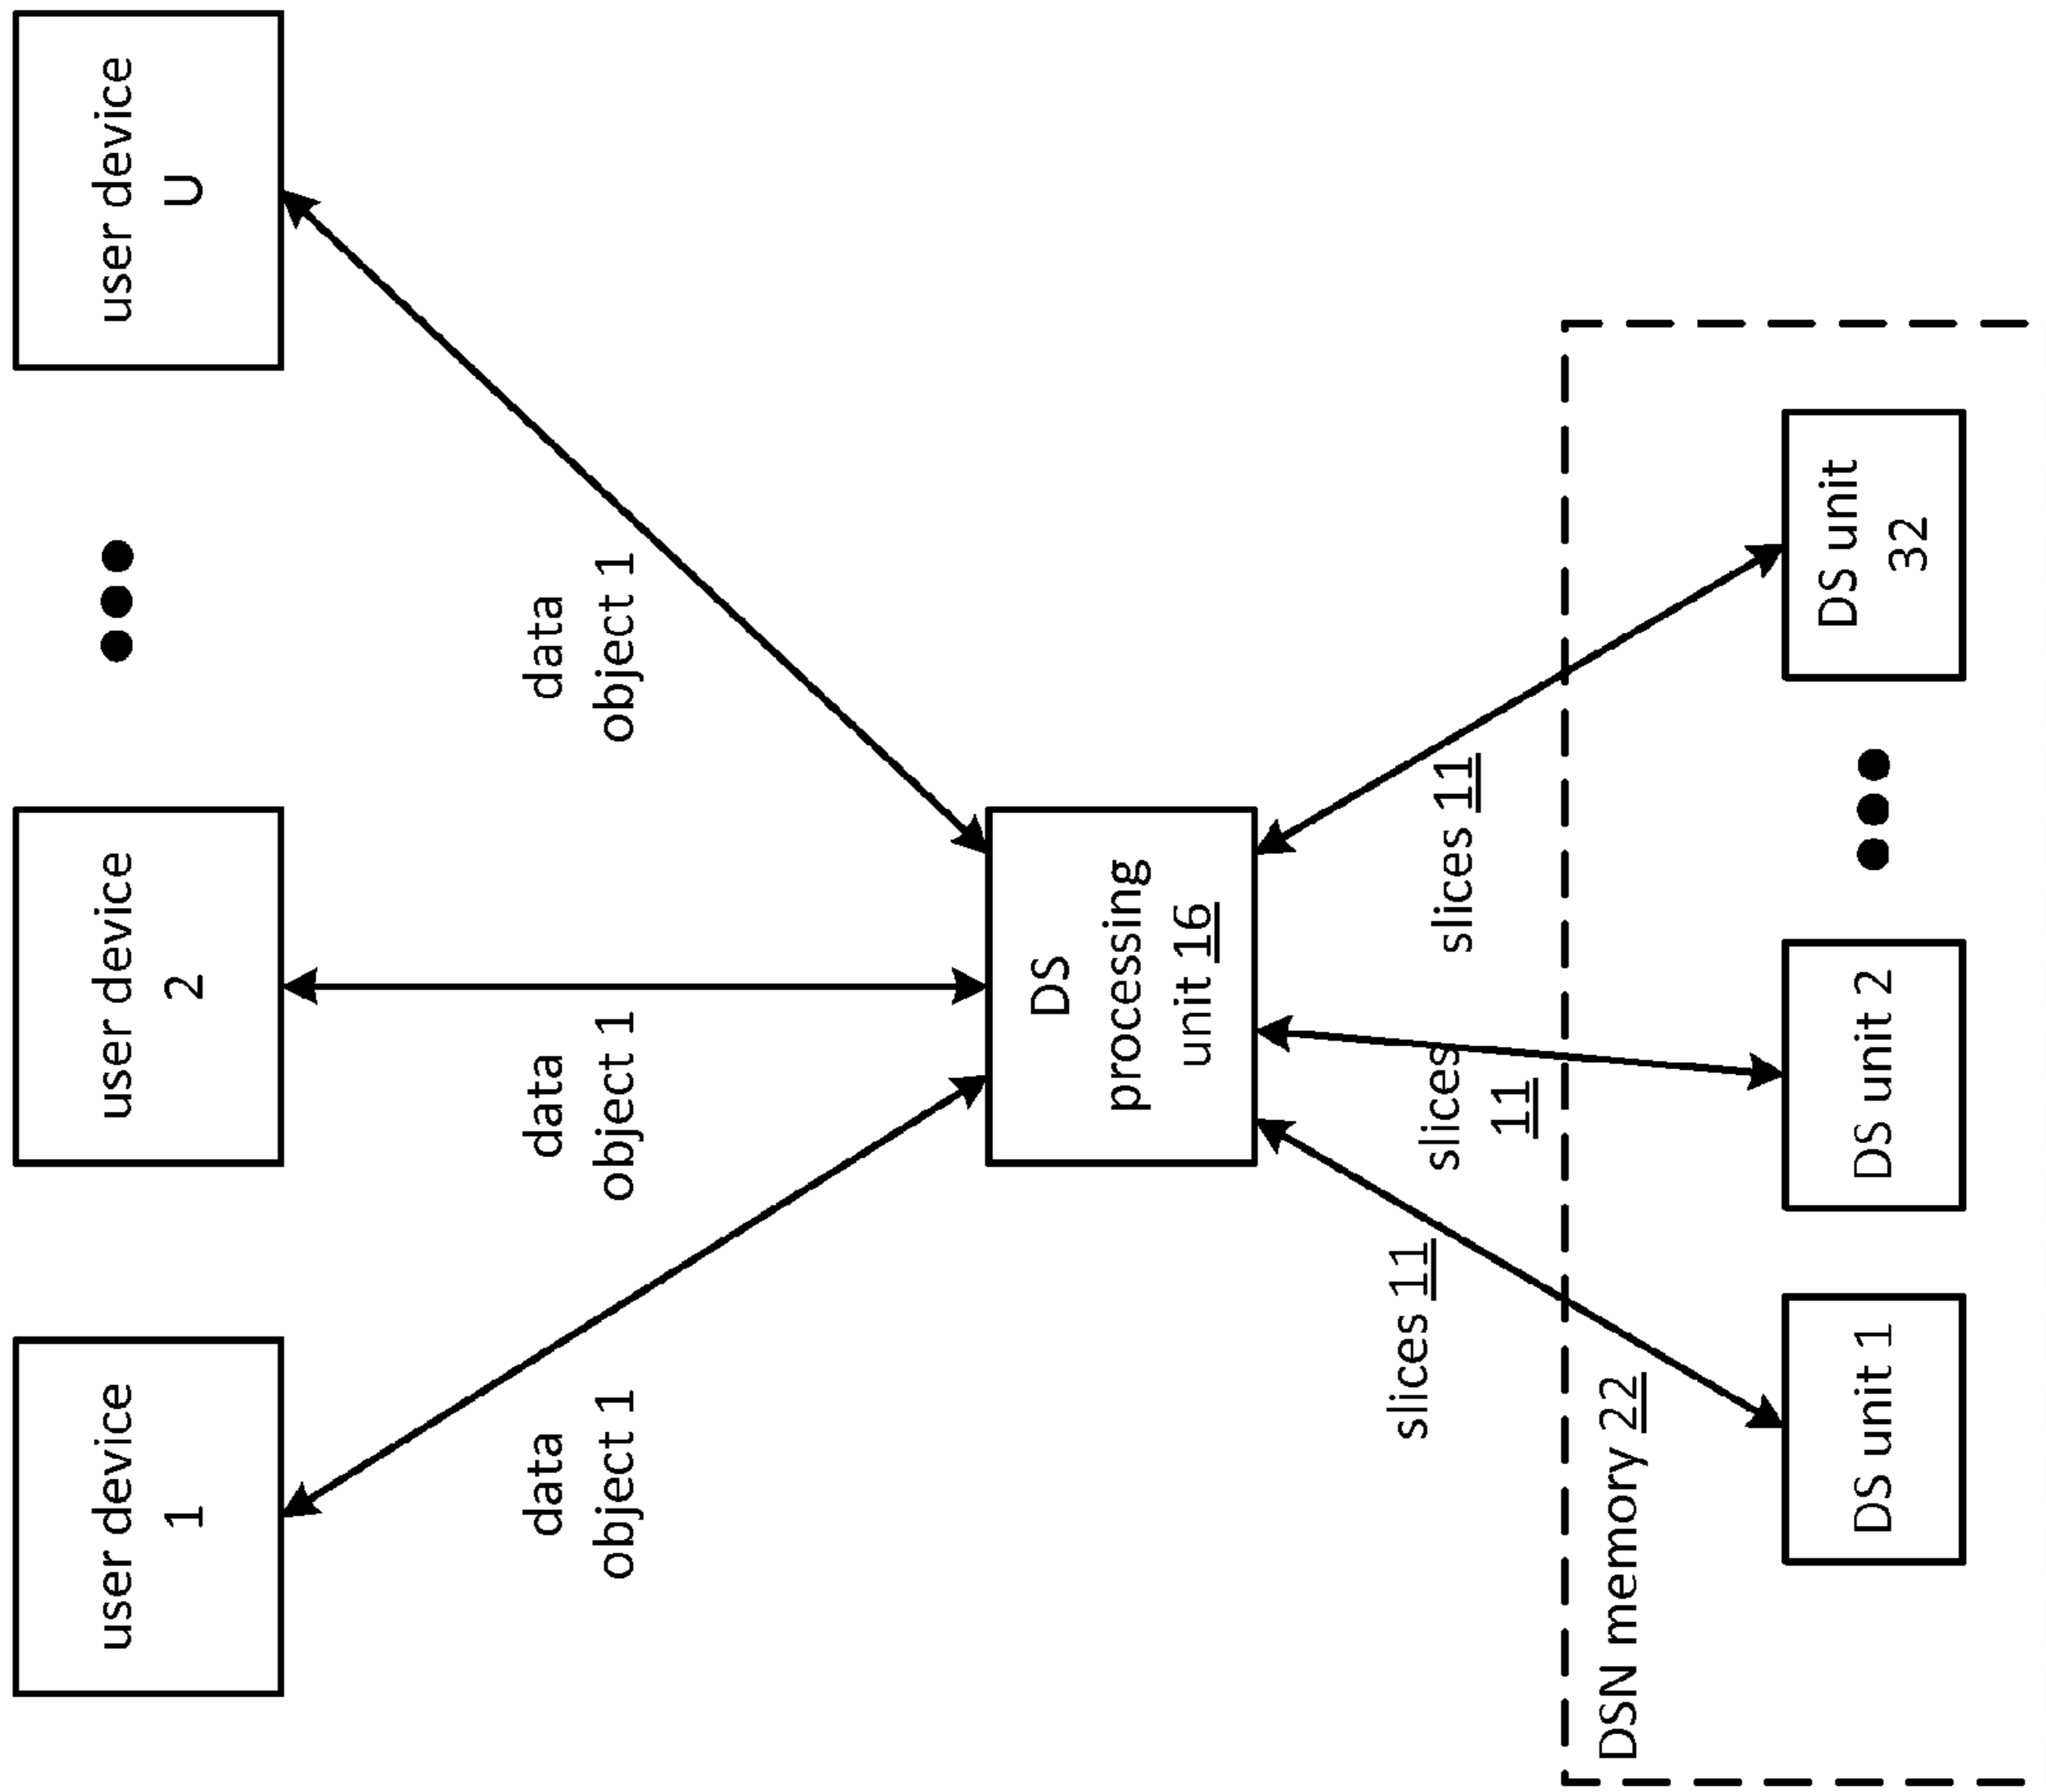 user device
1
user device
2
user device
U
data
object 1
data
object 1
data
object 1
DS
processing
unit 16
slices 11
slices
11
slices 11
DSN memory 22
DS unit 1
DS unit 2
DS unit
32